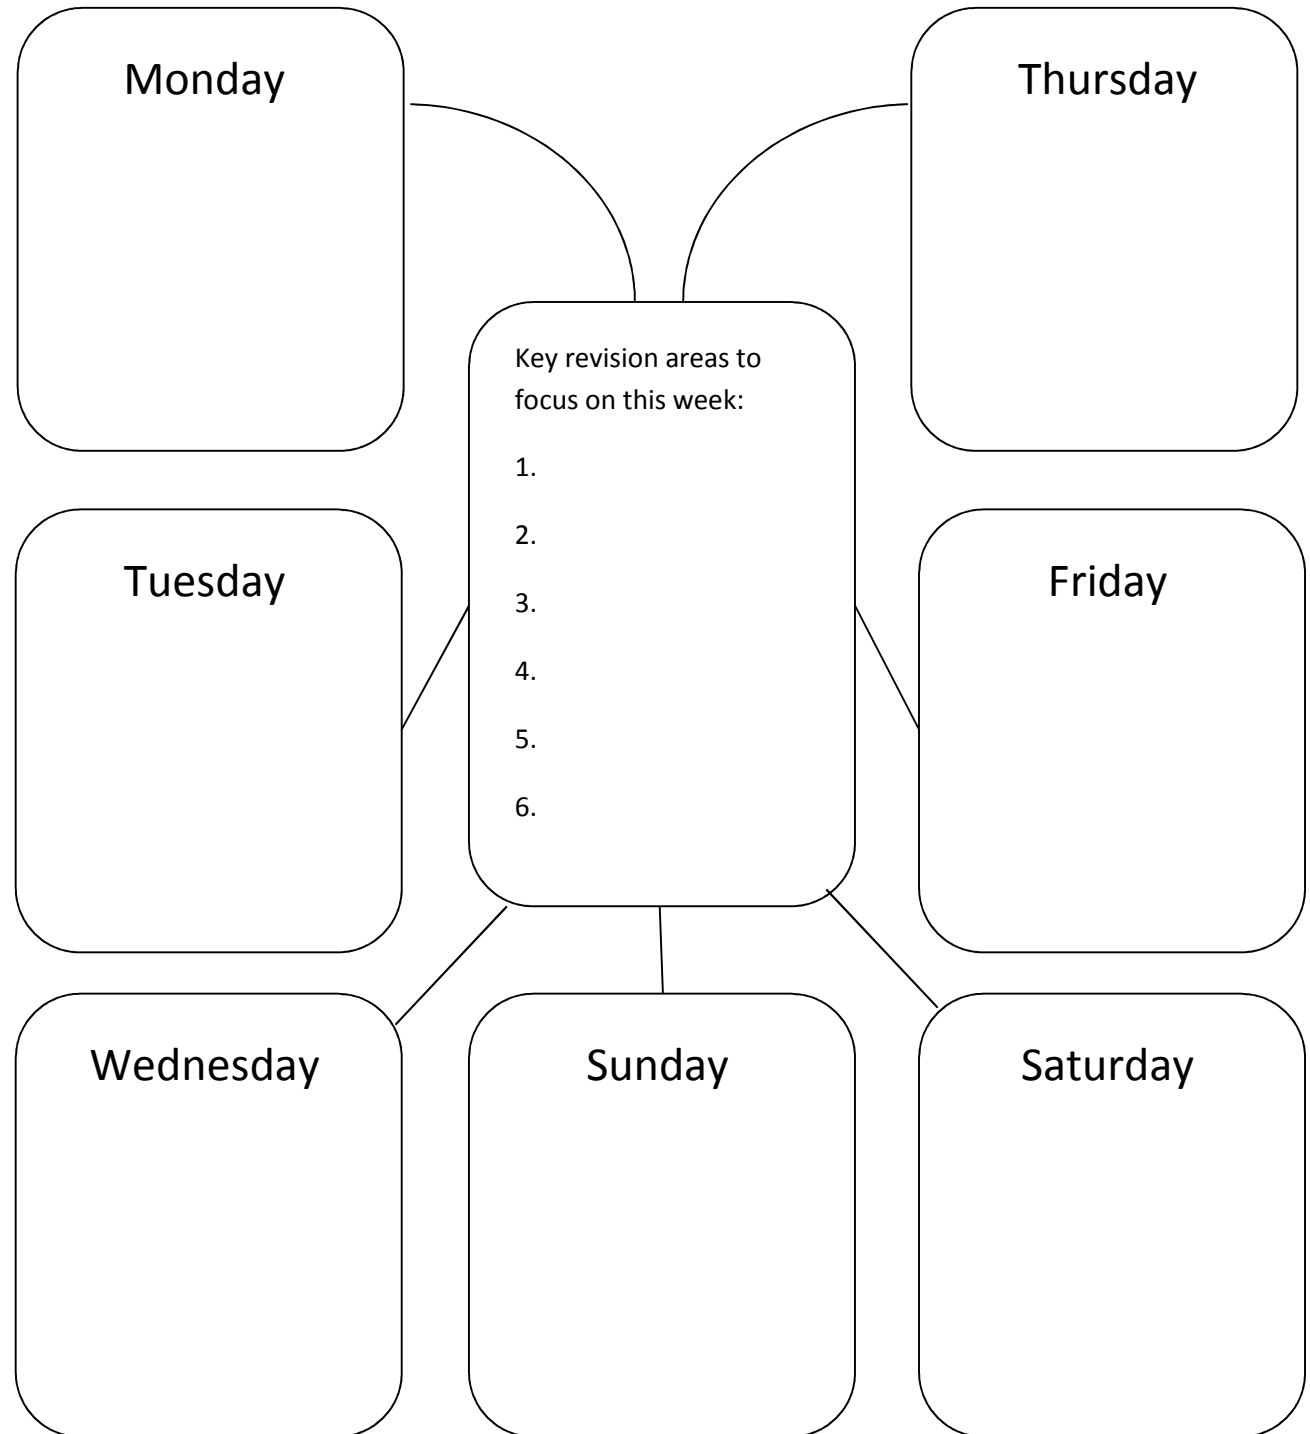 Monday
Thursday
Key revision areas to
focus on this week:
1.
2.
3.
4.
5.
6.
Tuesday
Friday
Wednesday
Sunday
Saturday